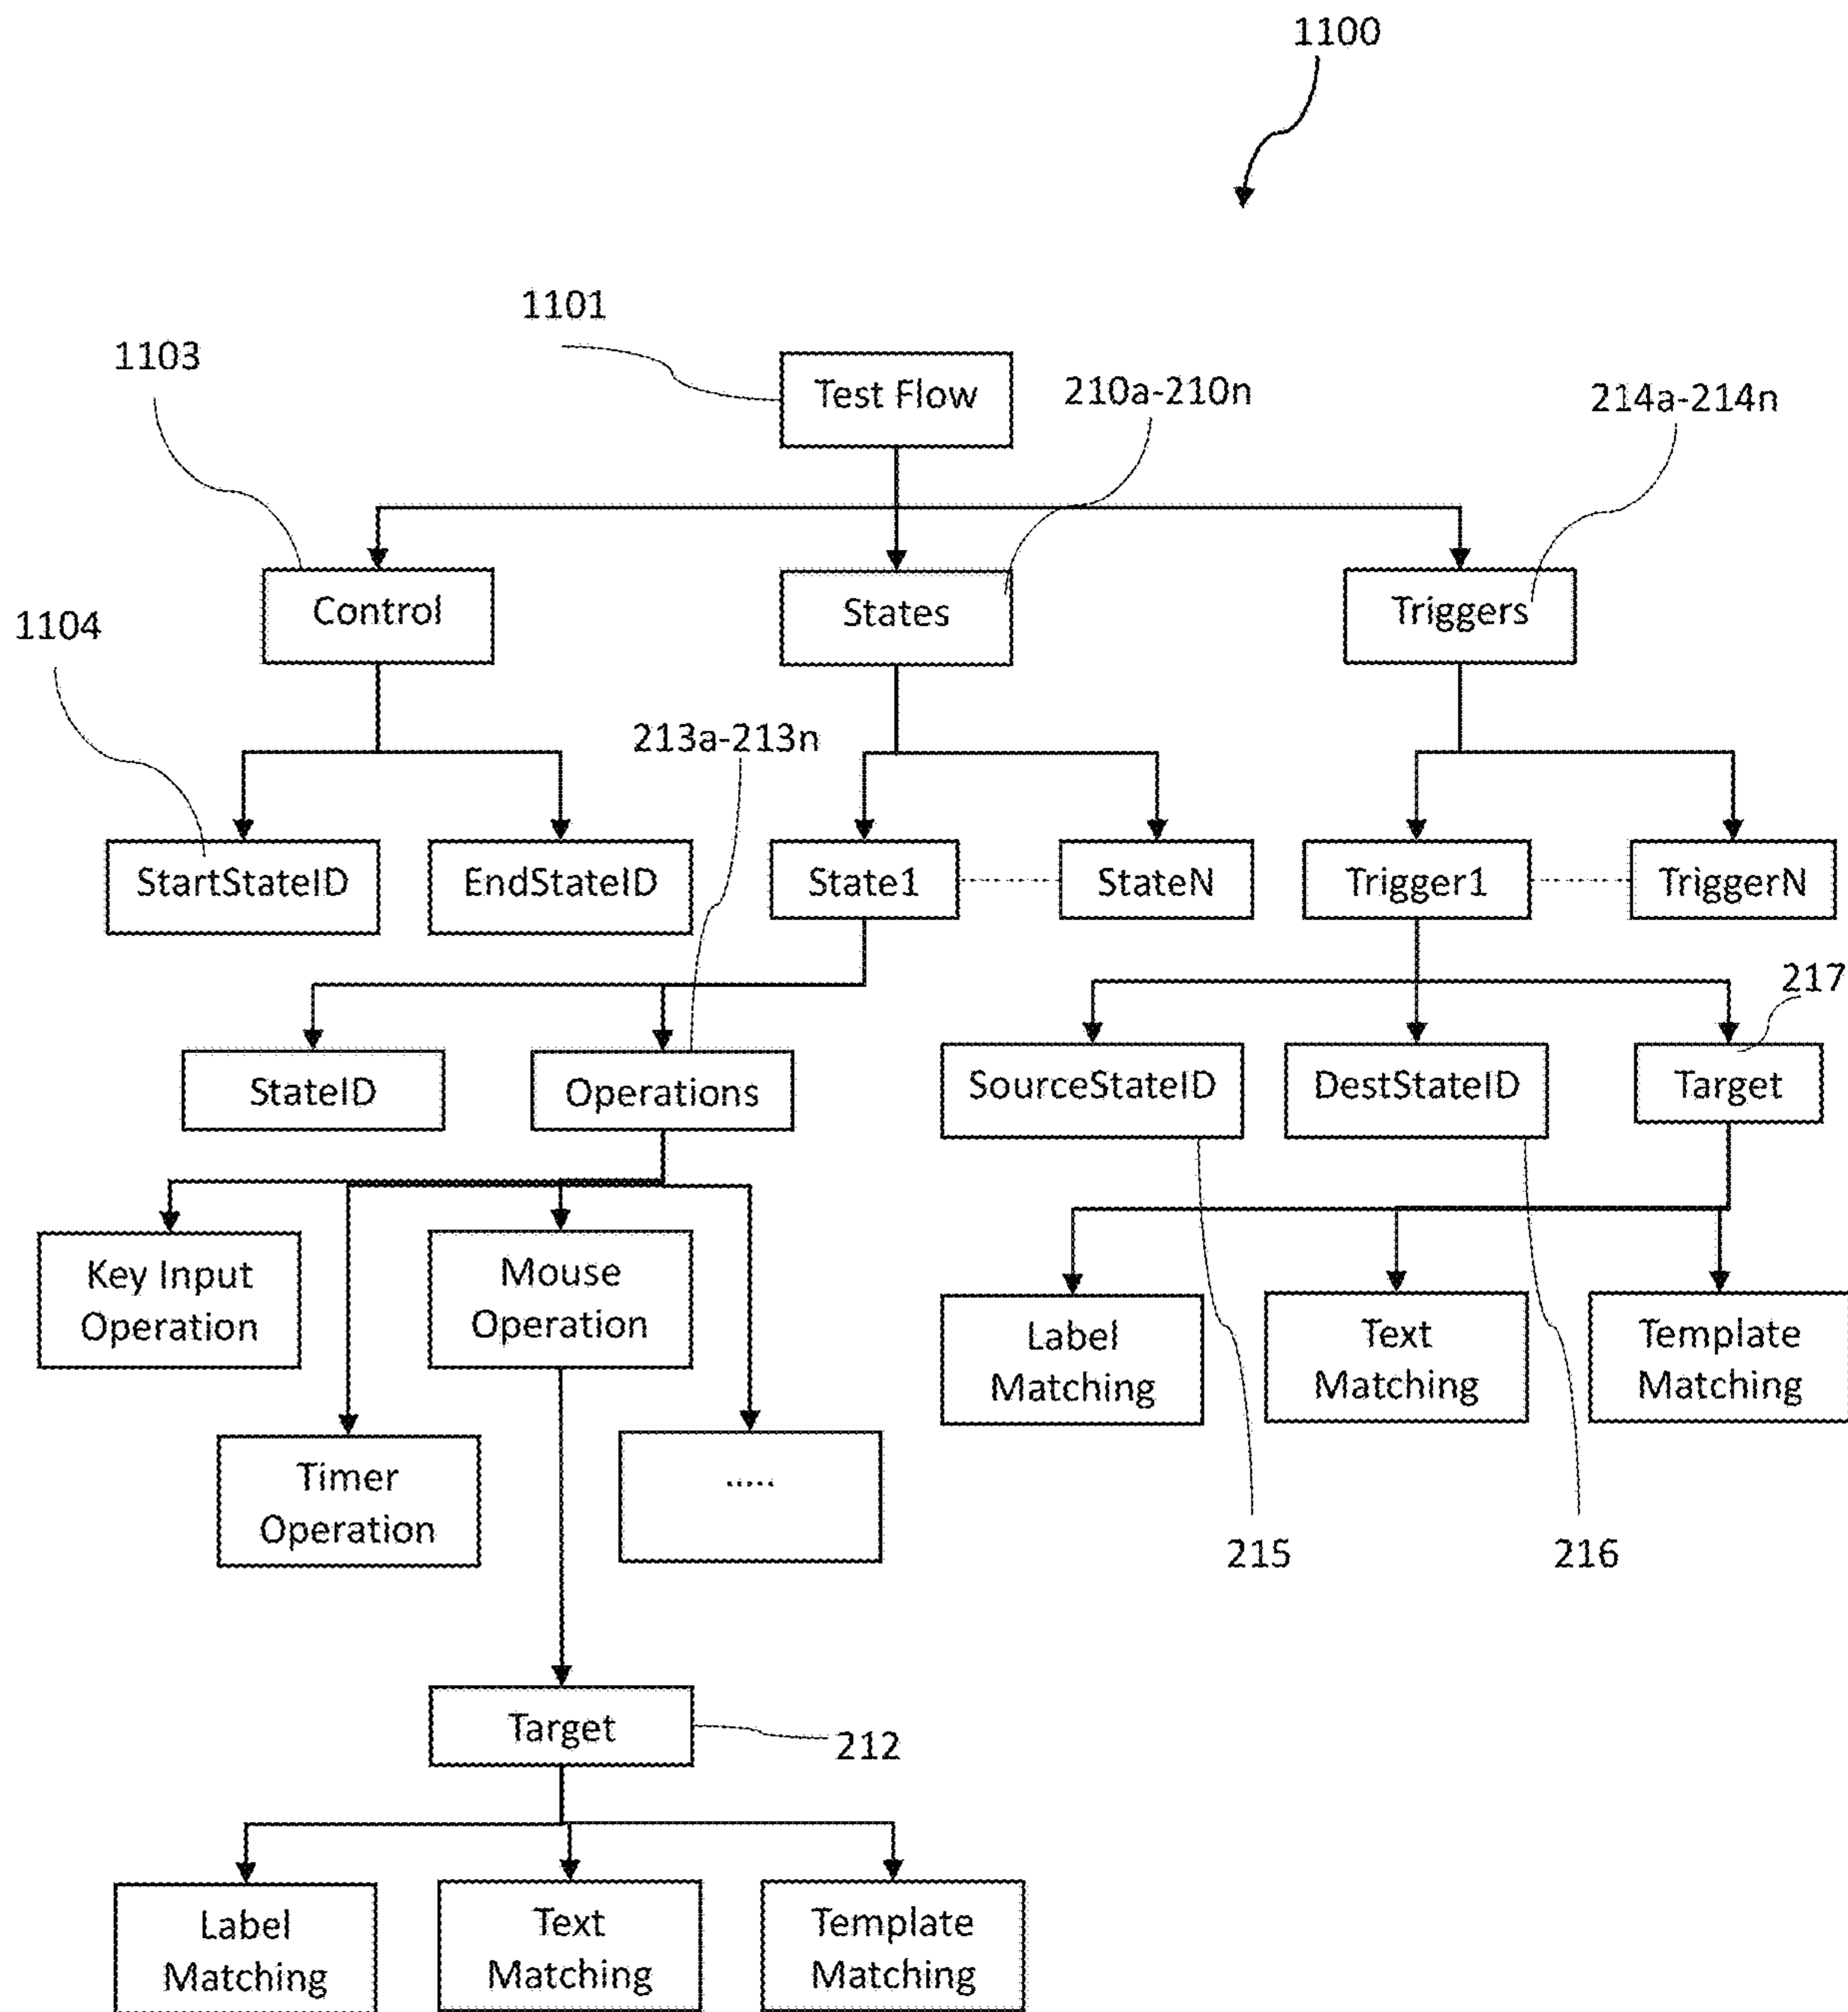 1100
1101
1103
Test Flow
210a-210n
214a-214n
Control
States
Triggers
1104
213a-213n
StartStateID
EndStateID
State1
StateN
Trigger1
TriggerN
217
StateID
Operations
SourceStateID
DestStateID
Target
Key Input
Operation
Mouse
Operation
Label
Matching
Text
Matching
Template
Matching
Timer
Operation
.....
215
216
Target
212
Label
Matching
Text
Matching
Template
Matching